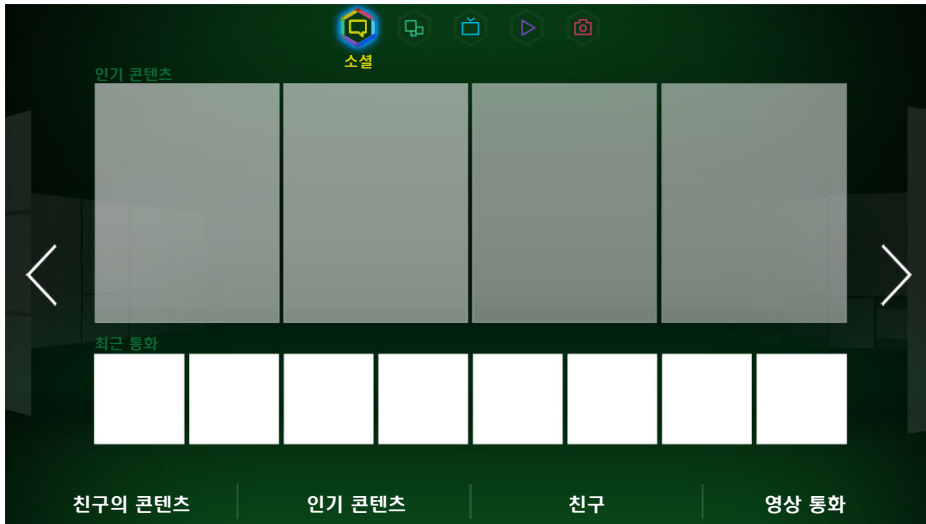 소셜
인기 콘텐츠
최근 통화
친구의 콘텐츠
인기 콘텐츠
친구
영상 통화